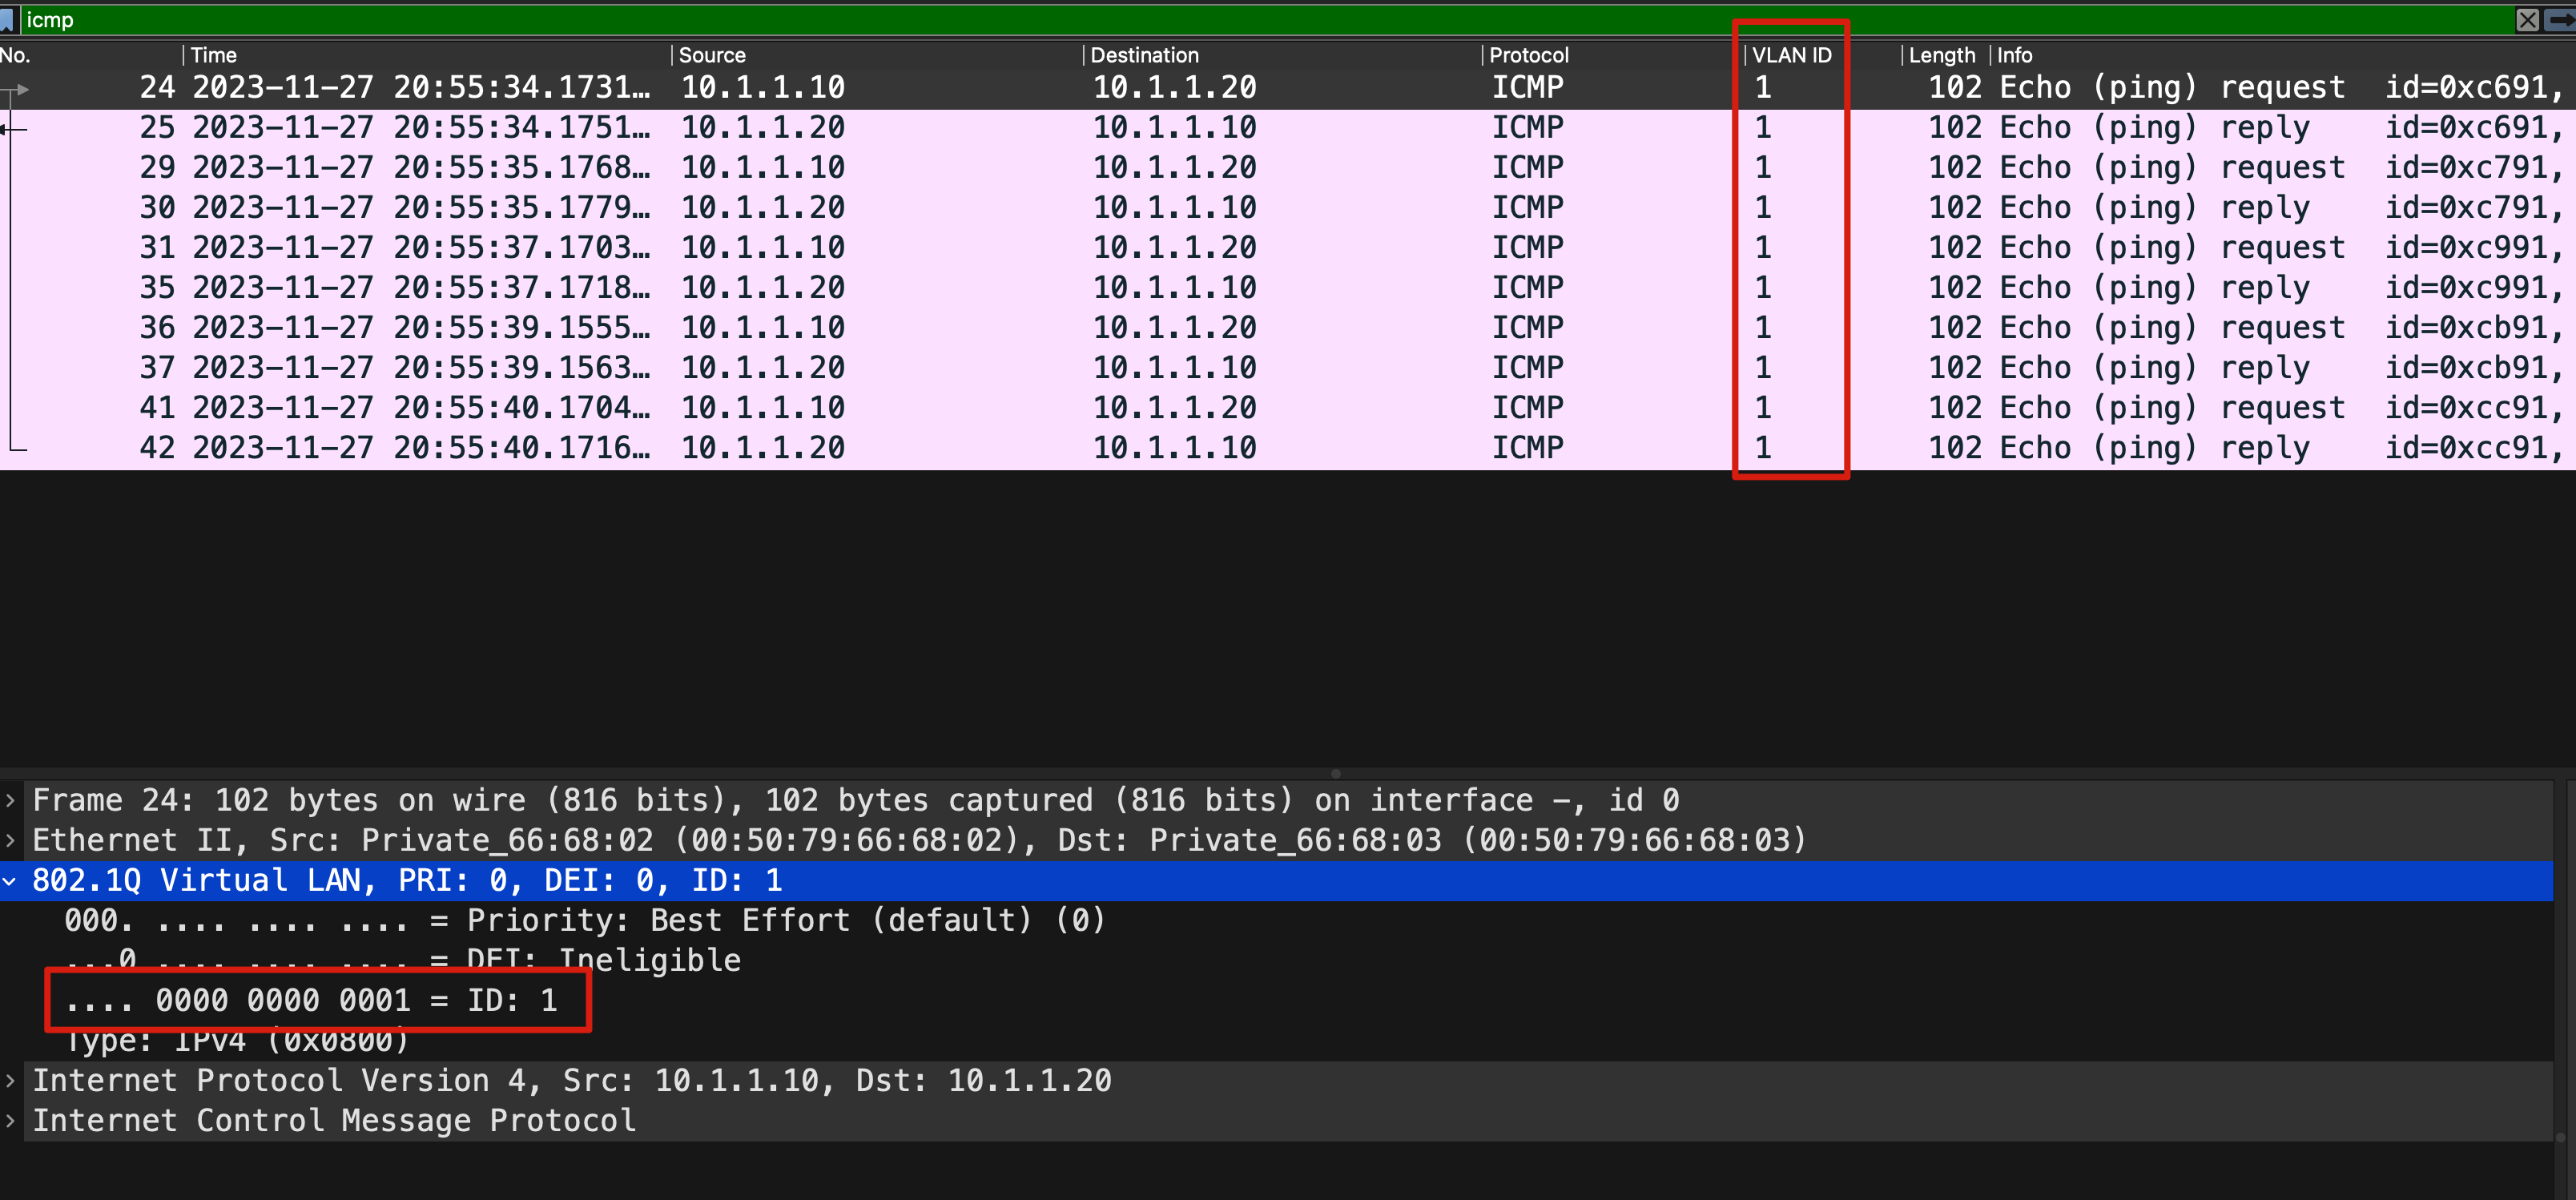 icmp
No. Time Source Destination Protocol VLAN ID Length Info
24 2023-11-27 20:55:34.1731… 10.1.1.10 10.1.1.20 ICMP 1 102 Echo (ping) request id=0xc691,
25 2023-11-27 20:55:34.1751… 10.1.1.20 10.1.1.10 ICMP 1 102 Echo (ping) reply id=0xc691,
29 2023-11-27 20:55:35.1768… 10.1.1.10 10.1.1.20 ICMP 1 102 Echo (ping) request id=0xc791,
30 2023-11-27 20:55:35.1779… 10.1.1.20 10.1.1.10 ICMP 1 102 Echo (ping) reply id=0xc791,
31 2023-11-27 20:55:37.1703… 10.1.1.10 10.1.1.20 ICMP 1 102 Echo (ping) request id=0xc991,
35 2023-11-27 20:55:37.1718… 10.1.1.20 10.1.1.10 ICMP 1 102 Echo (ping) reply id=0xc991,
36 2023-11-27 20:55:39.1555… 10.1.1.10 10.1.1.20 ICMP 1 102 Echo (ping) request id=0xcb91,
37 2023-11-27 20:55:39.1563… 10.1.1.20 10.1.1.10 ICMP 1 102 Echo (ping) reply id=0xcb91,
41 2023-11-27 20:55:40.1704… 10.1.1.10 10.1.1.20 ICMP 1 102 Echo (ping) request id=0xcc91,
42 2023-11-27 20:55:40.1716… 10.1.1.20 10.1.1.10 ICMP 1 102 Echo (ping) reply id=0xcc91,
Frame 24: 102 bytes on wire (816 bits), 102 bytes captured (816 bits) on interface -, id 0
Ethernet II, Src: Private_66:68:02 (00:50:79:66:68:02), Dst: Private_66:68:03 (00:50:79:66:68:03)
802.1Q Virtual LAN, PRI: 0, DEI: 0, ID: 1
000. .... .... .... = Priority: Best Effort (default) (0)
...0 .... .... .... = DEI: Ineligible
.... 0000 0000 0001 = ID: 1
Type: IPv4 (0x0800)
Internet Protocol Version 4, Src: 10.1.1.10, Dst: 10.1.1.20
Internet Control Message Protocol